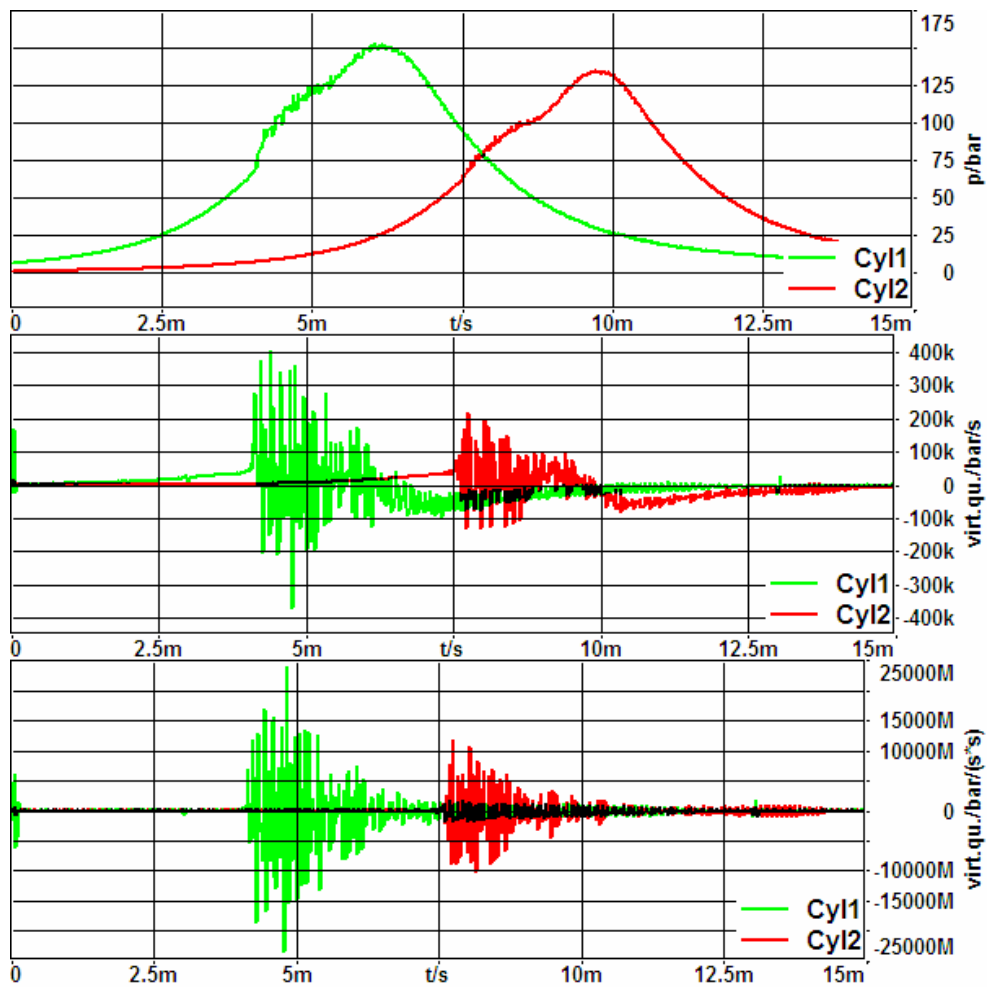 175
125
100
75
50
25
0
p/bar
Cyl1
Cyl2
0 2.5m 5m t/s 10m 12.5m 15m
400k
300k
200k
100k
0
-100k
-200k
-300k
-400k
virt.qu./bar/s
Cyl1
Cyl2
0 2.5m 5m t/s 10m 12.5m 15m
25000M
15000M
10000M
0
-10000M
-15000M
-25000M
virt.qu./bar/(s*s)
Cyl1
Cyl2
0 2.5m 5m t/s 10m 12.5m 15m